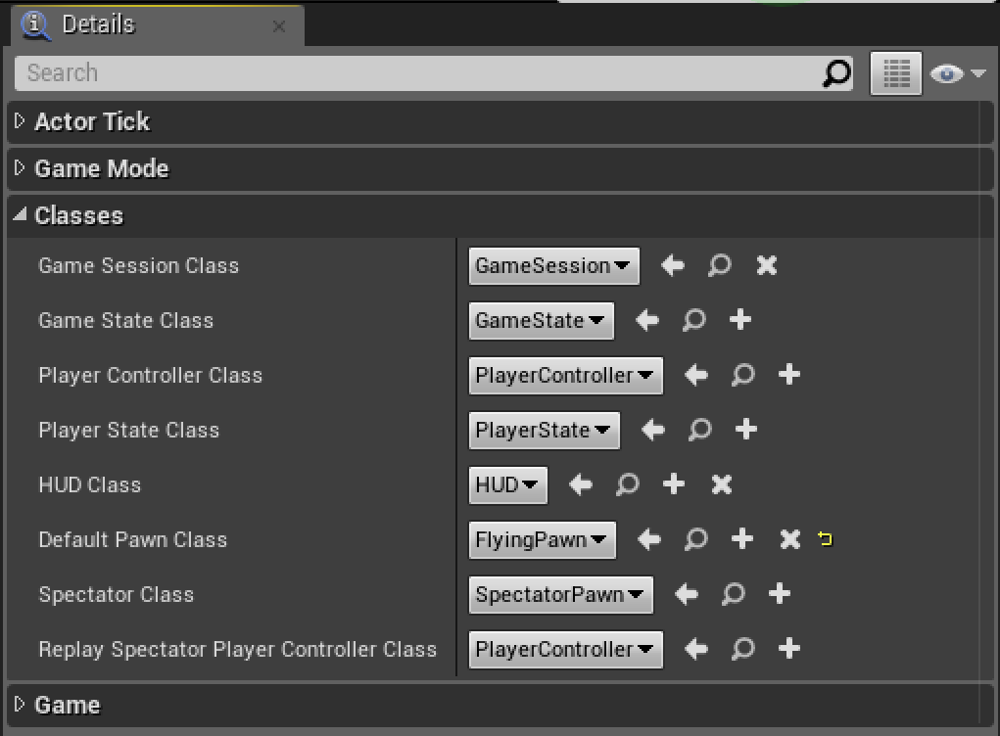 Details
Search
Actor Tick
Game Mode
Classes
Game Session Class GameSession
Game State Class GameState
Player Controller Class PlayerController
Player State Class PlayerState
HUD Class HUD
Default Pawn Class FlyingPawn
Spectator Class SpectatorPawn
Replay Spectator Player Controller Class PlayerController
Game